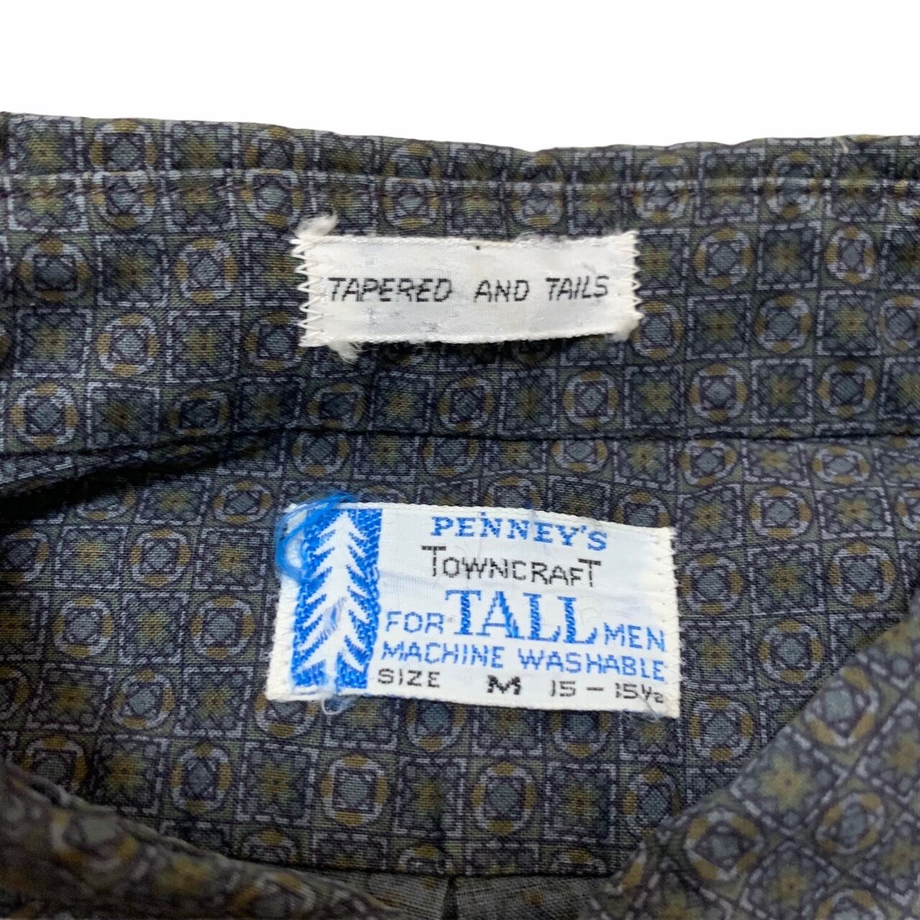 TAPERED AND TAILS
PENNEY'S
TOWNCRAFT
FOR TALL MEN
MACHINE WASHABLE
SIZE M 15-15½